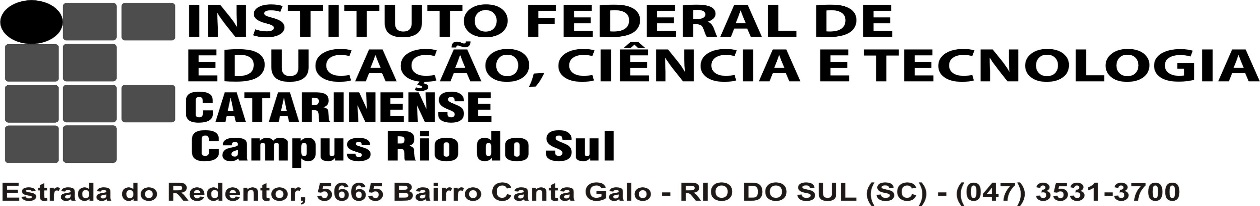 INSTITUTO FEDERAL DE
EDUCAÇÃO, CIÊNCIA E TECNOLOGIA
CATARINENSE
Campus Rio do Sul
Estrada do Redentor, 5665 Bairro Canta Galo - RIO DO SUL (SC) - (047) 3531-3700